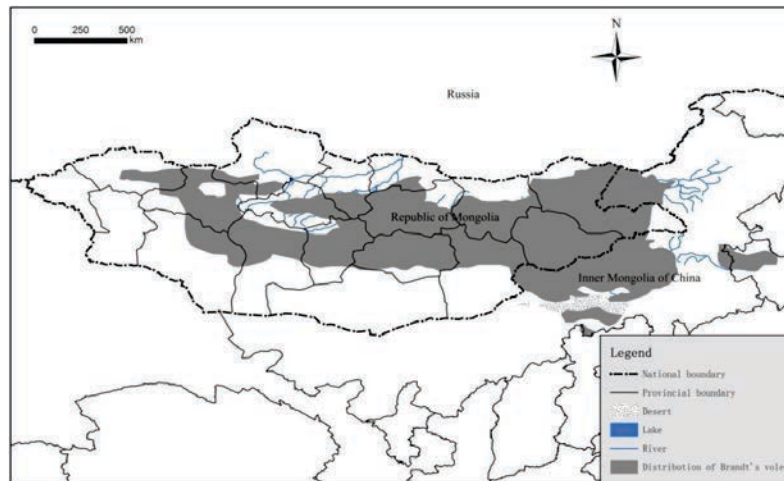 0 250 500
km
N
Russia
Republic of Mongolia
Inner Mongolia of China
Legend
National boundary
Provincial boundary
Desert
Lake
River
Distribution of Brandt's vole